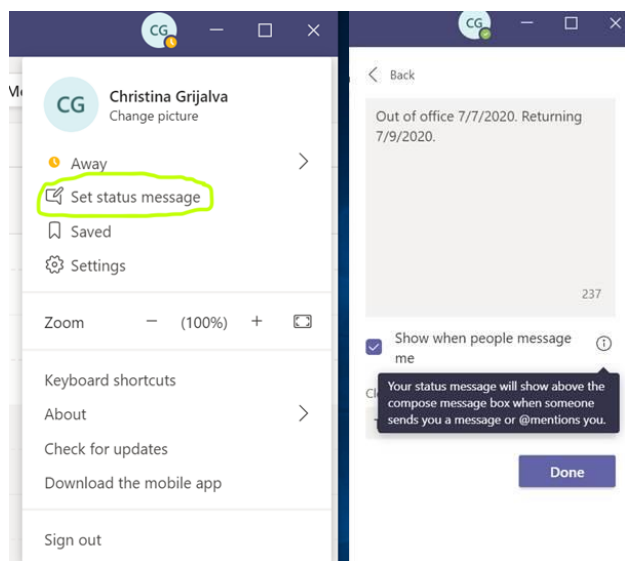 CG
Mo
CG
Christina Grijalva
Change picture
Away
Set status message
Saved
Settings
Zoom
(100%)
Keyboard shortcuts
About
Check for updates
Download the mobile app
Sign out
CG
Back
Out of office 7/7/2020. Returning
7/9/2020.
237
Show when people message
me
Your status message will show above the
compose message box when someone
sends you a message or @mentions you.
Done